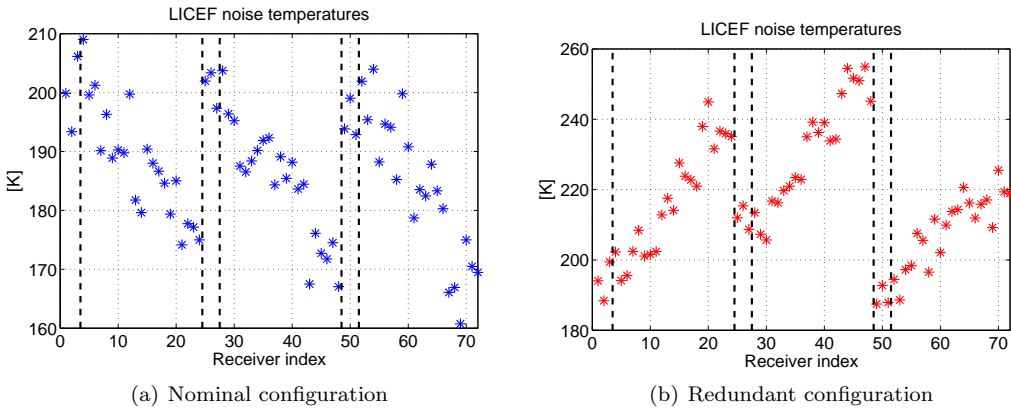 LICEF noise temperatures
210
200
190
180
170
160
[K]
0 10 20 30 40 50 60 70
Receiver index
(a) Nominal configuration
LICEF noise temperatures
260
240
220
200
180
[K]
0 10 20 30 40 50 60 70
Receiver index
(b) Redundant configuration